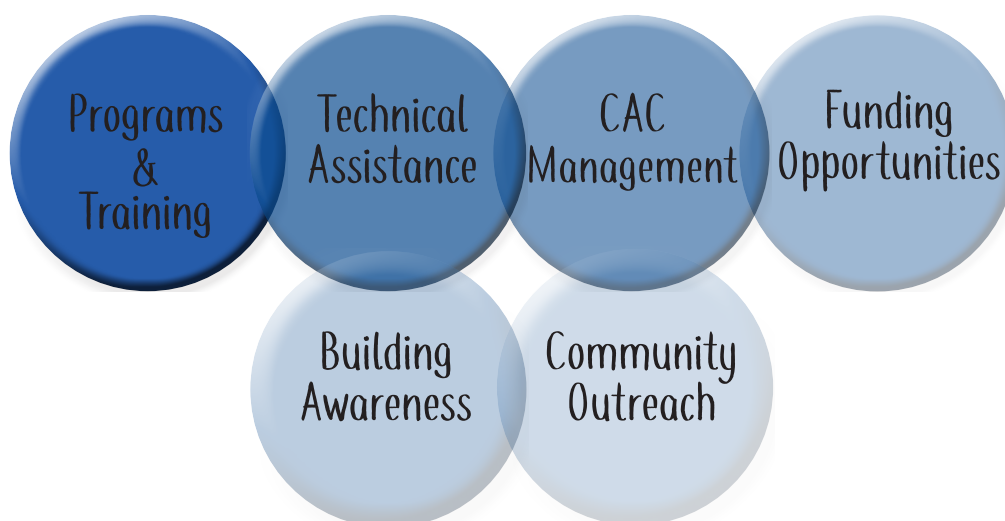 Programs
&
Training
Technical
Assistance
CAC
Management
Funding
Opportunities
Building
Awareness
Community
Outreach